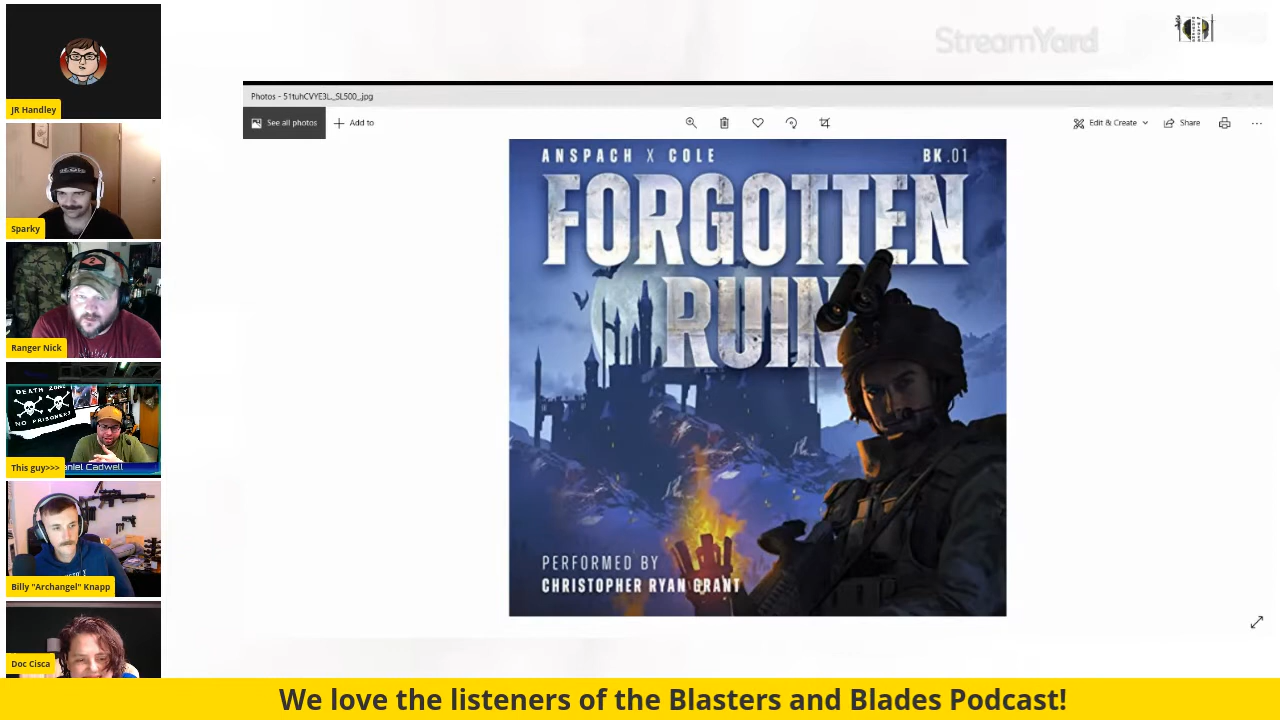 StreamYard
JR Handley
Sparky
Ranger Nick
DEATH ZONE
NO PRISONERS
This guy>>>
aniel Cadwell
Billy "Archangel" Knapp
Doc Cisca
Photos - 51tuhCVYE3L._SL500_.jpg
See all photos
Add to
Edit & Create
Share
ANSPACH X COLE
BK.01
FORGOTTEN
RUIN
PERFORMED BY
CHRISTOPHER RYAN GRANT
We love the listeners of the Blasters and Blades Podcast!